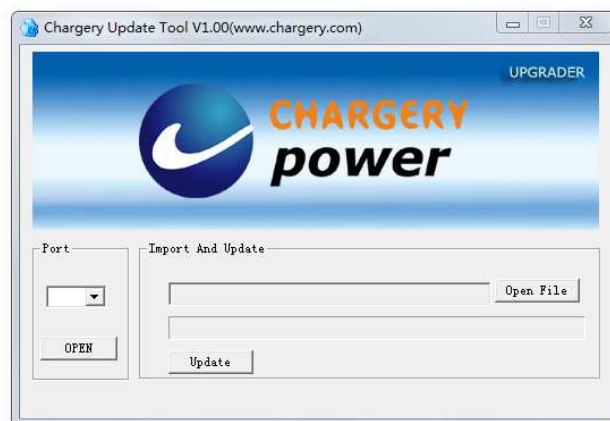 Chargery Update Tool V1.00(www.chargery.com)
UPGRADER
CHARGERY
power
Port
Import And Update
Open File
OPEN
Update